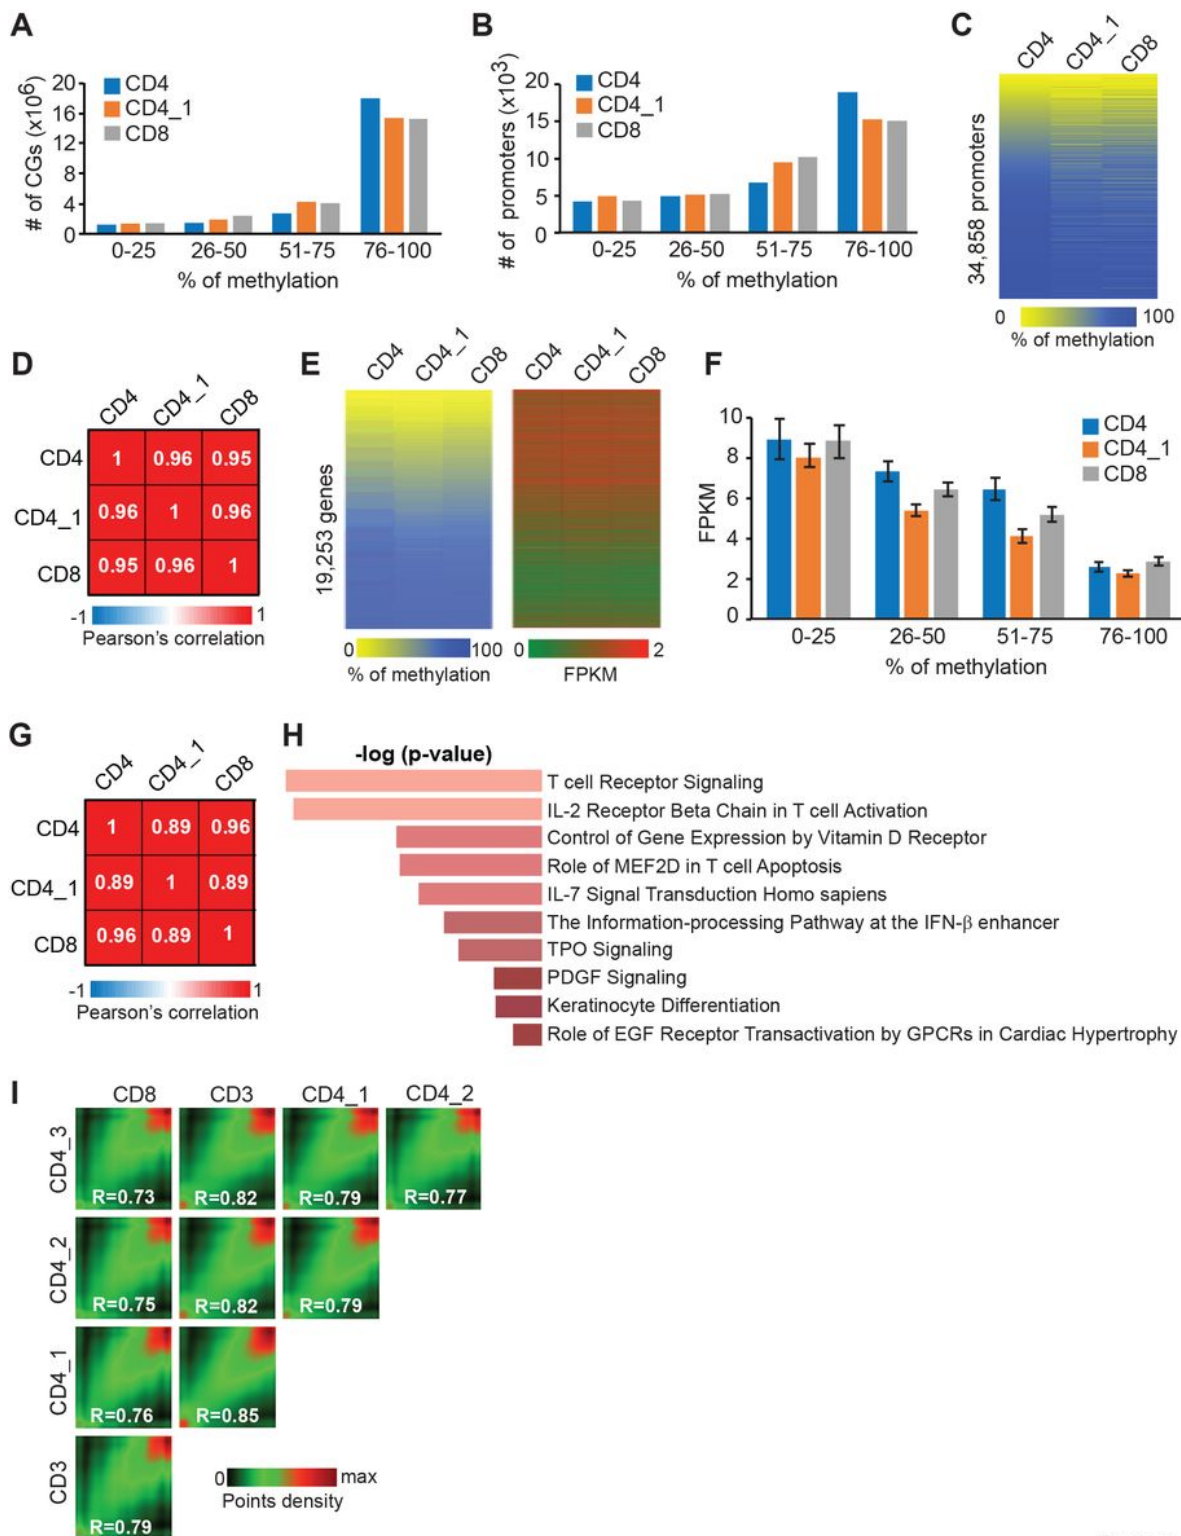 A
# of CGs (x10⁶)
20
16
12
8
4
0
CD4
CD4_1
CD8
0-25 26-50 51-75 76-100
% of methylation
B
# of promoters (x10³)
20
15
10
5
0
CD4
CD4_1
CD8
0-25 26-50 51-75 76-100
% of methylation
C
CD4 CD4_1 CD8
34,858 promoters
0 100
% of methylation
D
CD4 CD4_1 CD8
CD4 1 0.96 0.95
CD4_1 0.96 1 0.96
CD8 0.95 0.96 1
-1 1
Pearson's correlation
E
CD4 CD4_1 CD8 CD4 CD4_1 CD8
19,253 genes
0 100 0 2
% of methylation FPKM
F
FPKM
10
8
6
4
2
0
CD4
CD4_1
CD8
0-25 26-50 51-75 76-100
% of methylation
G
CD4 CD4_1 CD8
CD4 1 0.89 0.96
CD4_1 0.89 1 0.89
CD8 0.96 0.89 1
-1 1
Pearson's correlation
H
-log (p-value)
T cell Receptor Signaling
IL-2 Receptor Beta Chain in T cell Activation
Control of Gene Expression by Vitamin D Receptor
Role of MEF2D in T cell Apoptosis
IL-7 Signal Transduction Homo sapiens
The Information-processing Pathway at the IFN-β enhancer
TPO Signaling
PDGF Signaling
Keratinocyte Differentiation
Role of EGF Receptor Transactivation by GPCRs in Cardiac Hypertrophy
I
CD8 CD3 CD4_1 CD4_2
CD4_3
R=0.73 R=0.82 R=0.79 R=0.77
CD4_2
R=0.75 R=0.82 R=0.79
CD4_1
R=0.76 R=0.85
CD3
R=0.79
0 max
Points density